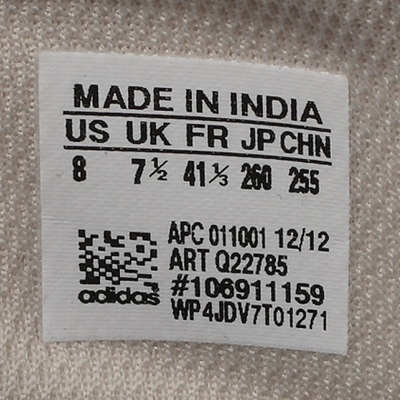 MADE IN INDIA
US UK FR JP CHN
8 7½ 41⅓ 260 255
APC 011001 12/12
ART Q22785
#106911159
adidas
WP4JDV7T01271